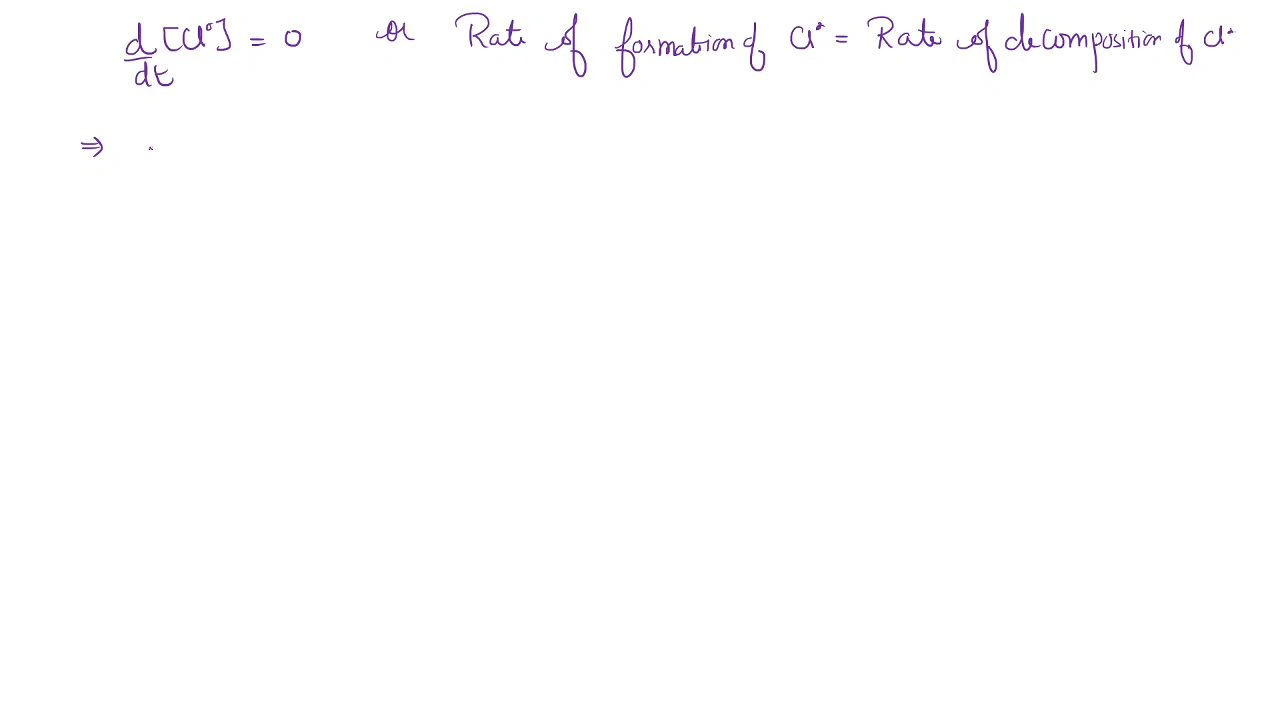 d/dt [Cl°] = 0 or Rate of formation of Cl• = Rate of decomposition of Cl•
⇒